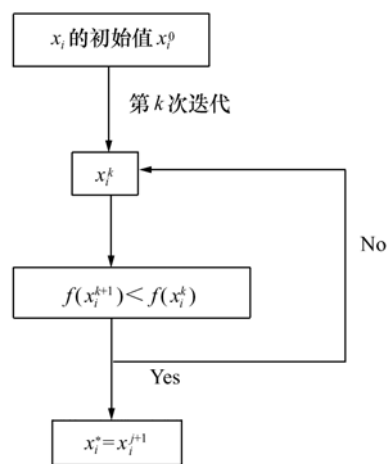 x_i 的初始值 x_i^0
第 k 次迭代
x_i^k
No
f(x_i^{k+1}) < f(x_i^k)
Yes
x_i^* = x_i^{j+1}